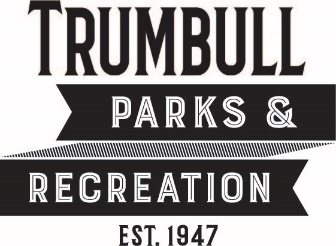 TRUMBULL
PARKS &
RECREATION
EST. 1947